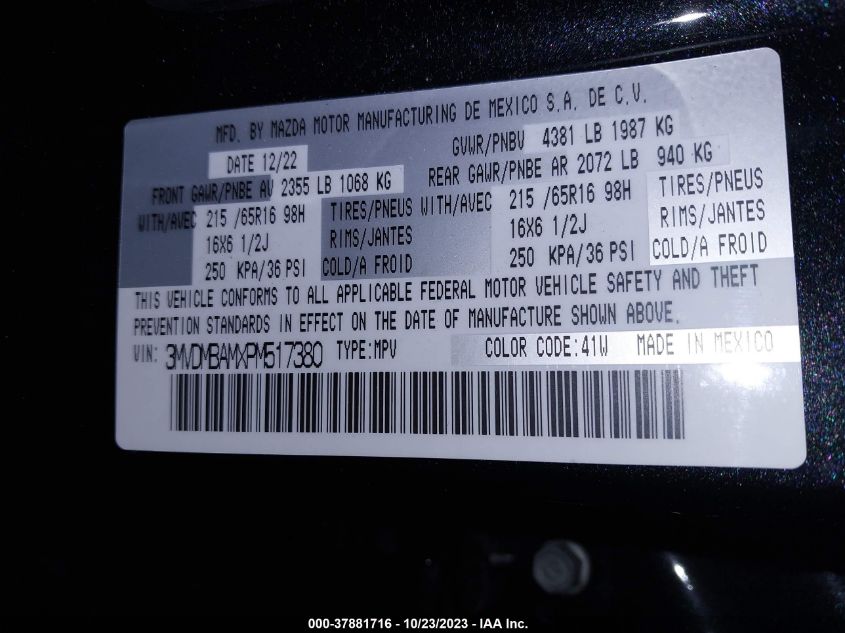 MFD. BY MAZDA MOTOR MANUFACTURING DE MEXICO S.A. DE C.V.
DATE 12/22 GVWR/PNBV 4381 LB 1987 KG
FRONT GAWR/PNBE AV 2355 LB 1068 KG REAR GAWR/PNBE AR 2072 LB 940 KG
WITH/AVEC 215 /65R16 98H TIRES/PNEUS WITH/AVEC 215 /65R16 98H TIRES/PNEUS
16X6 1/2J RIMS/JANTES 16X6 1/2J RIMS/JANTES
250 KPA/36 PSI COLD/A FROID 250 KPA/36 PSI COLD/A FROID
THIS VEHICLE CONFORMS TO ALL APPLICABLE FEDERAL MOTOR VEHICLE SAFETY AND THEFT
PREVENTION STANDARDS IN EFFECT ON THE DATE OF MANUFACTURE SHOWN ABOVE.
VIN: 3MVDMBAMXPM517380 TYPE:MPV COLOR CODE:41W MADE IN MEXICO
000-37881716 - 10/23/2023 - IAA Inc.